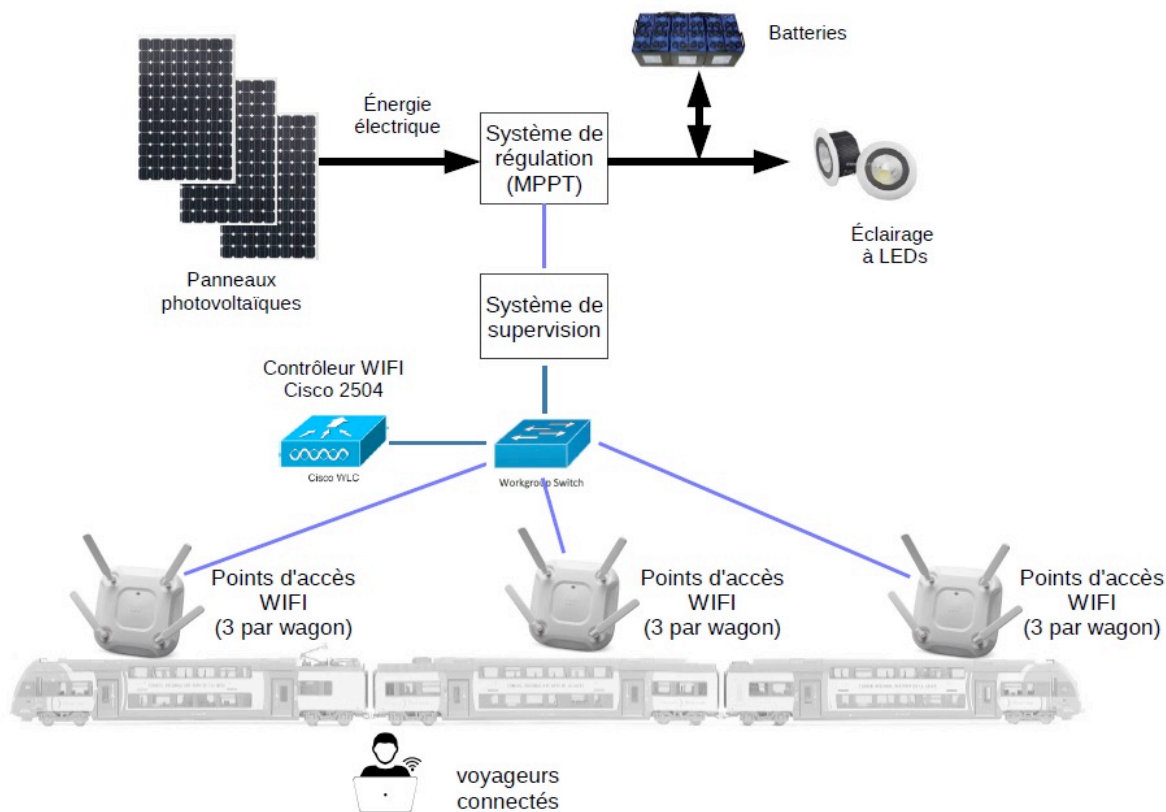 Batteries
Énergie
électrique
Système de
régulation
(MPPT)
Éclairage
à LEDs
Panneaux
photovoltaïques
Système de
supervision
Contrôleur WIFI
Cisco 2504
Cisco WLC
Workgroup Switch
Points d'accès
WIFI
(3 par wagon)
Points d'accès
WIFI
(3 par wagon)
Points d'accès
WIFI
(3 par wagon)
voyageurs
connectés